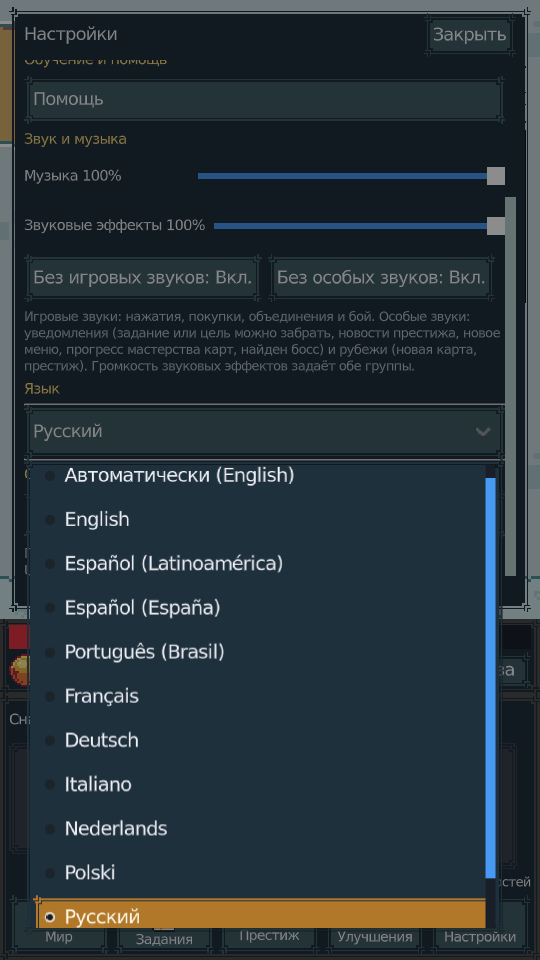 Настройки
Закрыть
Обучение и помощь
Помощь
Звук и музыка
Музыка 100%
Звуковые эффекты 100%
Без игровых звуков: Вкл.
Без особых звуков: Вкл.
Игровые звуки: нажатия, покупки, объединения и бой. Особые звуки:
уведомления (задание или цель можно забрать, новости престижа, новое
меню, прогресс мастерства карт, найден босс) и рубежи (новая карта,
престиж). Громкость звуковых эффектов задаёт обе группы.
Язык
Русский
Автоматически (English)
English
Español (Latinoamérica)
Español (España)
Português (Brasil)
Français
Deutsch
Italiano
Nederlands
Polski
Русский
Мир
Задания
Престиж
Улучшения
Настройки